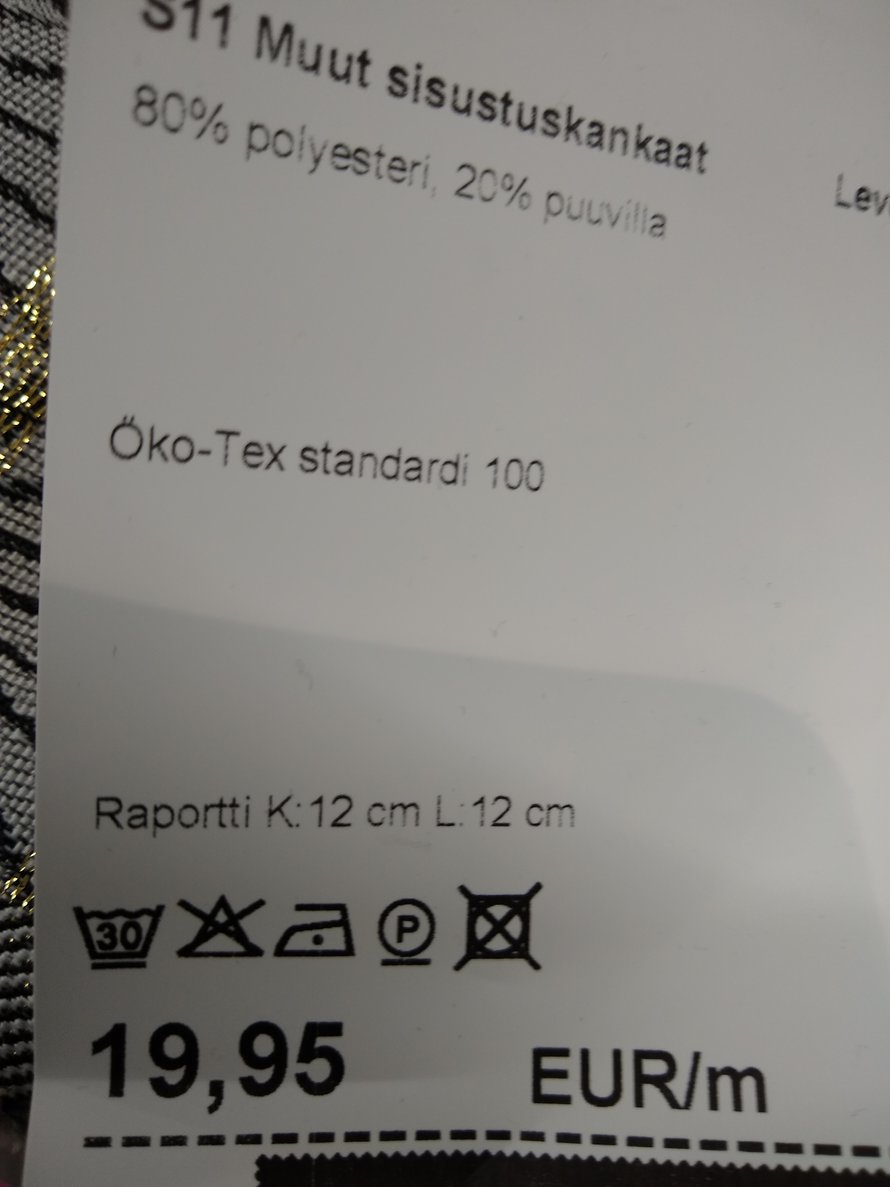 S11 Muut sisustuskankaat
80% polyesteri, 20% puuvilla
Öko-Tex standardi 100
Raportti K:12 cm L:12 cm
30 P
19,95 EUR/m